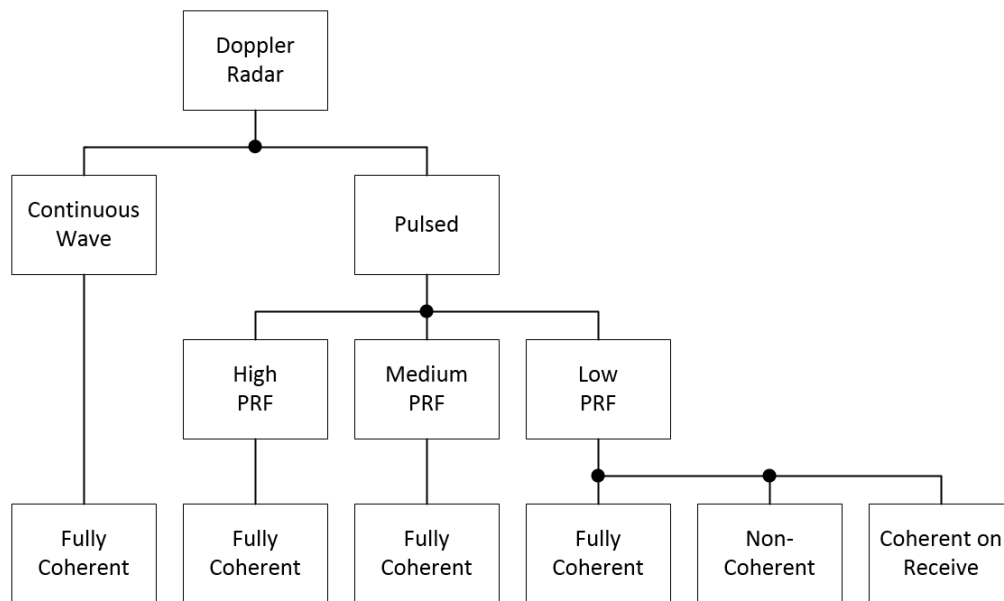 Doppler
Radar
Continuous
Wave
Pulsed
High
PRF
Medium
PRF
Low
PRF
Fully
Coherent
Fully
Coherent
Fully
Coherent
Fully
Coherent
Non-
Coherent
Coherent on
Receive